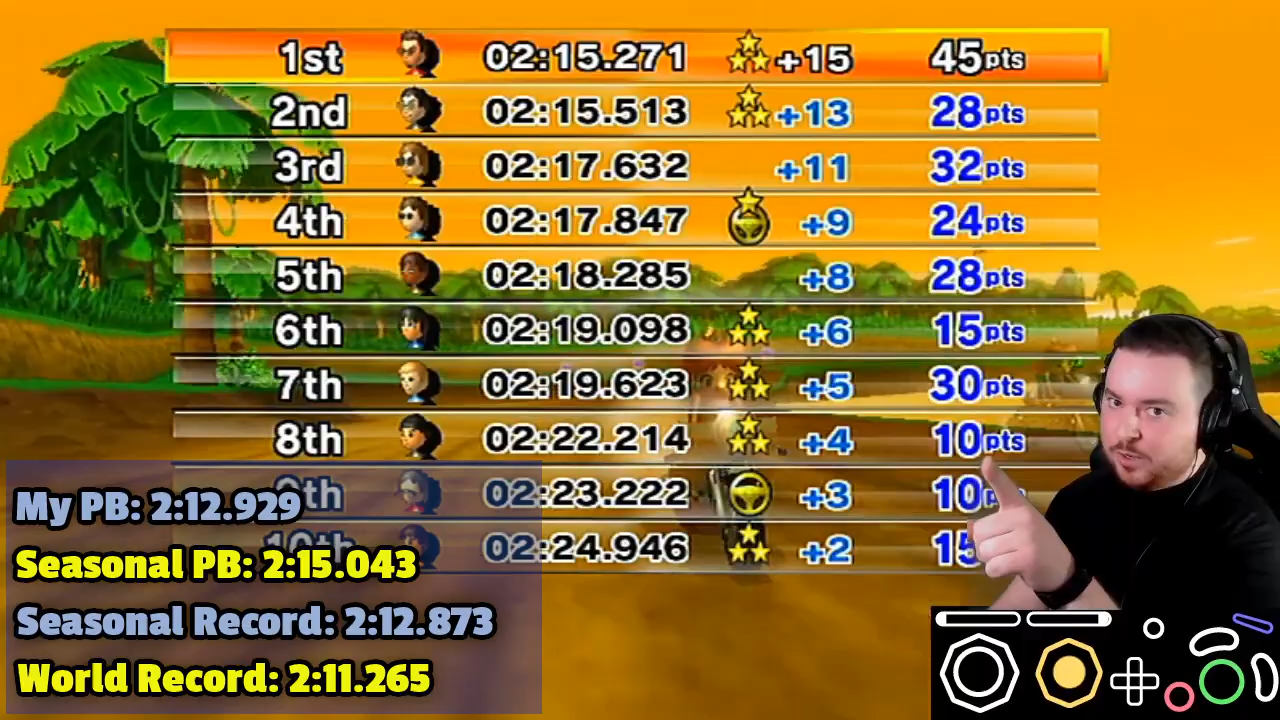 1st 02:15.271 +15 45pts
2nd 02:15.513 +13 28pts
3rd 02:17.632 +11 32pts
4th 02:17.847 +9 24pts
5th 02:18.285 +8 28pts
6th 02:19.098 +6 15pts
7th 02:19.623 +5 30pts
8th 02:22.214 +4 10pts
9th 02:23.222 +3 10
10th 02:24.946 +2 15
My PB: 2:12.929
Seasonal PB: 2:15.043
Seasonal Record: 2:12.873
World Record: 2:11.265